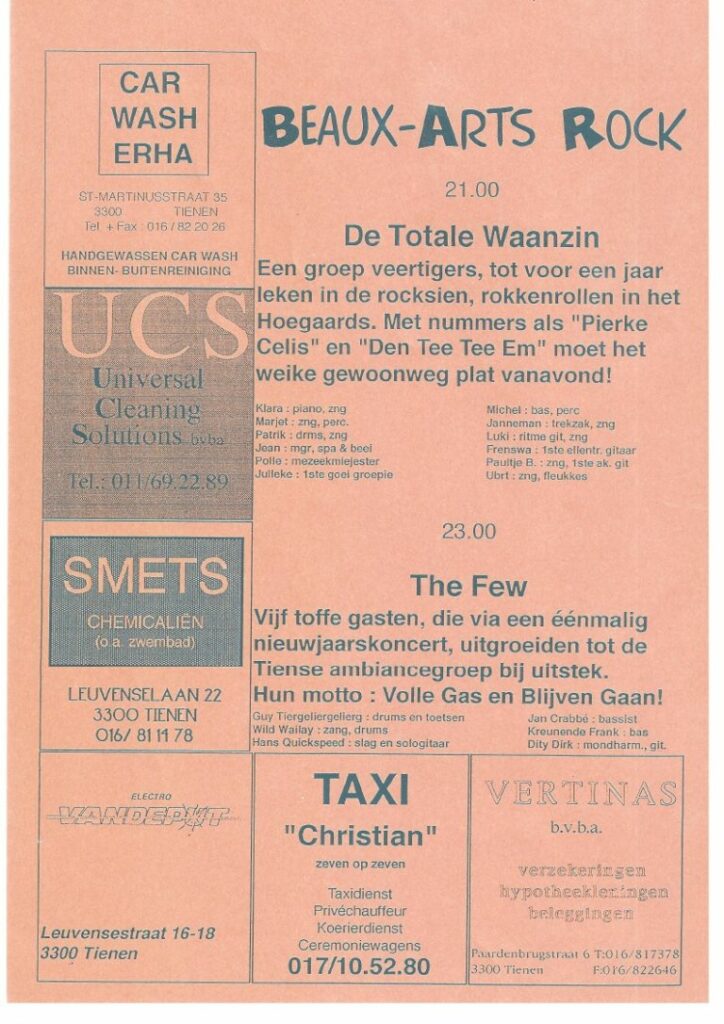 CAR
WASH
ERHA
ST-MARTINUSSTRAAT 35
3300 TIENEN
Tel. + Fax : 016 / 82 20 26
HANDGEWASSEN CAR WASH
BINNEN- BUITENREINIGING
UCS
Universal
Cleaning
Solutions bvba
Tel.: 011/69.22.89
SMETS
CHEMICALIËN
(o.a. zwembad)
LEUVENSELAAN 22
3300 TIENEN
016/ 81 14 78
BEAUX-ARTS ROCK
21.00
De Totale Waanzin
Een groep veertigers, tot voor een jaar
leken in de rocksien, rokkenrollen in het
Hoegaards. Met nummers als "Pierke
Celis" en "Den Tee Tee Em" moet het
weike gewoonweg plat vanavond!
Klara : piano, zng
Marjet : zng, perc.
Patrik : drms, zng
Jean : mgr, spa & beei
Polle : mezeekmiejester
Julleke : 1ste goei groepie
Michel : bas, perc
Janneman : trekzak, zng
Luki : ritme git, zng
Frenswa : 1ste ellentr. gitaar
Paultje B. : zng, 1ste ak. git
Ubrt : zng, fleukkes
23.00
The Few
Vijf toffe gasten, die via een éénmalig
nieuwjaarskoncert, uitgroeiden tot de
Tiense ambiancegroep bij uitstek.
Hun motto : Volle Gas en Blijven Gaan!
Guy Tiergeliergelierg : drums en toetsen
Wild Wailay : zang, drums
Hans Quickspeed : slag en sologitaar
Jan Crabbé : bassist
Kreunende Frank : bas
Dity Dirk : mondharm., git.
ELECTRO
VANDEPUT
Leuvensestraat 16-18
3300 Tienen
TAXI
"Christian"
zeven op zeven
Taxidienst
Privéchauffeur
Koerierdienst
Ceremoniewagens
017/10.52.80
VERTINAS
b.v.b.a.
verzekeringen
hypotheekleningen
beleggingen
Paardenbrugstraat 6 T:016/817378
3300 Tienen F:016/822646